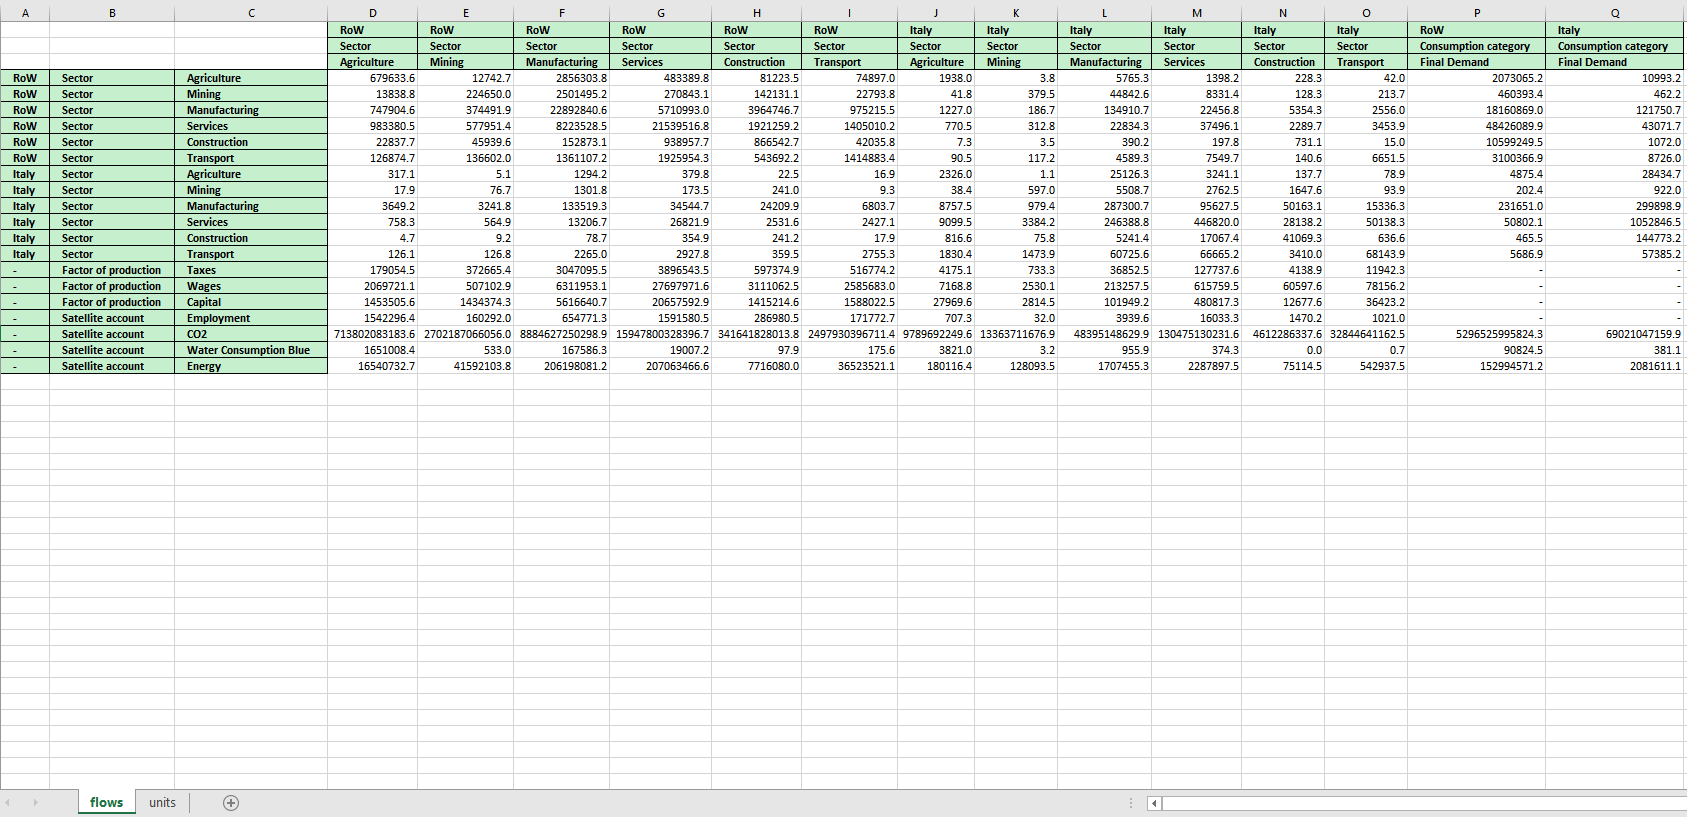 A B C D E F G H I J K L M N O P Q
RoW RoW RoW RoW RoW RoW Italy Italy Italy Italy Italy Italy RoW Italy
Sector Sector Sector Sector Sector Sector Sector Sector Sector Sector Sector Sector Consumption category Consumption category
Agriculture Mining Manufacturing Services Construction Transport Agriculture Mining Manufacturing Services Construction Transport Final Demand Final Demand
RoW Sector Agriculture 679633.6 12742.7 2856303.8 483389.8 81223.5 74897.0 1938.0 3.8 5765.3 1398.2 228.3 42.0 2073065.2 10993.2
RoW Sector Mining 13838.8 224650.0 2501495.2 270843.1 142131.1 22793.8 41.8 379.5 44842.6 8331.4 128.3 213.7 460393.4 462.2
RoW Sector Manufacturing 747904.6 374491.9 22892840.6 5710993.0 3964746.7 975215.5 1227.0 186.7 134910.7 22456.8 5354.3 2556.0 18160869.0 121750.7
RoW Sector Services 983380.5 577951.4 8223528.5 21539516.8 1921259.2 1405010.2 770.5 312.8 22834.3 37496.1 2289.7 3453.9 48426089.9 43071.7
RoW Sector Construction 22837.7 45939.6 152873.1 938957.7 866542.7 42035.8 7.3 3.5 390.2 197.8 731.1 15.0 10599249.5 1072.0
RoW Sector Transport 126874.7 136602.0 1361107.2 1925954.3 543692.2 1414883.4 90.5 117.2 4589.3 7549.7 140.6 6651.5 3100366.9 8726.0
Italy Sector Agriculture 317.1 5.1 1294.2 379.8 22.5 16.9 2326.0 1.1 25126.3 3241.1 137.7 78.9 4875.4 28434.7
Italy Sector Mining 17.9 76.7 1301.8 173.5 241.0 9.3 38.4 597.0 5508.7 2762.5 1647.6 93.9 202.4 922.0
Italy Sector Manufacturing 3649.2 3241.8 133519.3 34544.7 24209.9 6803.7 8757.5 979.4 287300.7 95627.5 50163.1 15336.3 231651.0 299898.9
Italy Sector Services 758.3 564.9 13206.7 26821.9 2531.6 2427.1 9099.5 3384.2 246388.8 446820.0 28138.2 50138.3 50802.1 1052846.5
Italy Sector Construction 4.7 9.2 78.7 354.9 241.2 17.9 816.6 75.8 5241.4 17067.4 41069.3 636.6 465.5 144773.2
Italy Sector Transport 126.1 126.8 2265.0 2927.8 359.5 2755.3 1830.4 1473.9 60725.6 66665.2 3410.0 68143.9 5686.9 57385.2
- Factor of production Taxes 179054.5 372665.4 3047095.5 3896543.5 597374.9 516774.2 4175.1 733.3 36852.5 127737.6 4138.9 11942.3 - -
- Factor of production Wages 2069721.1 507102.9 6311953.1 27697971.6 3111062.5 2585683.0 7168.8 2530.1 213257.5 615759.5 60597.6 78156.2 - -
- Factor of production Capital 1453505.6 1434374.3 5616640.7 20657592.9 1415214.6 1588022.5 27969.6 2814.5 101949.2 480817.3 12677.6 36423.2 - -
- Satellite account Employment 1542296.4 160292.0 654771.3 1591580.5 286980.5 171772.7 707.3 32.0 3939.6 16033.3 1470.2 1021.0 - -
- Satellite account CO2 713802083183.6 2702187066056.0 8884627250298.9 15947800328396.7 341641828013.8 2497930396711.4 9789692249.6 13363711676.9 48395148629.9 130475130231.6 4612286337.6 32844641162.5 5296525995824.3 69021047159.9
- Satellite account Water Consumption Blue 1651008.4 533.0 167586.3 19007.2 97.9 175.6 3821.0 3.2 955.9 374.3 0.0 0.7 90824.5 381.1
- Satellite account Energy 16540732.7 41592103.8 206198081.2 207063466.6 7716080.0 36523521.1 180116.4 128093.5 1707455.3 2287897.5 75114.5 542937.5 152994571.2 2081611.1
flows units